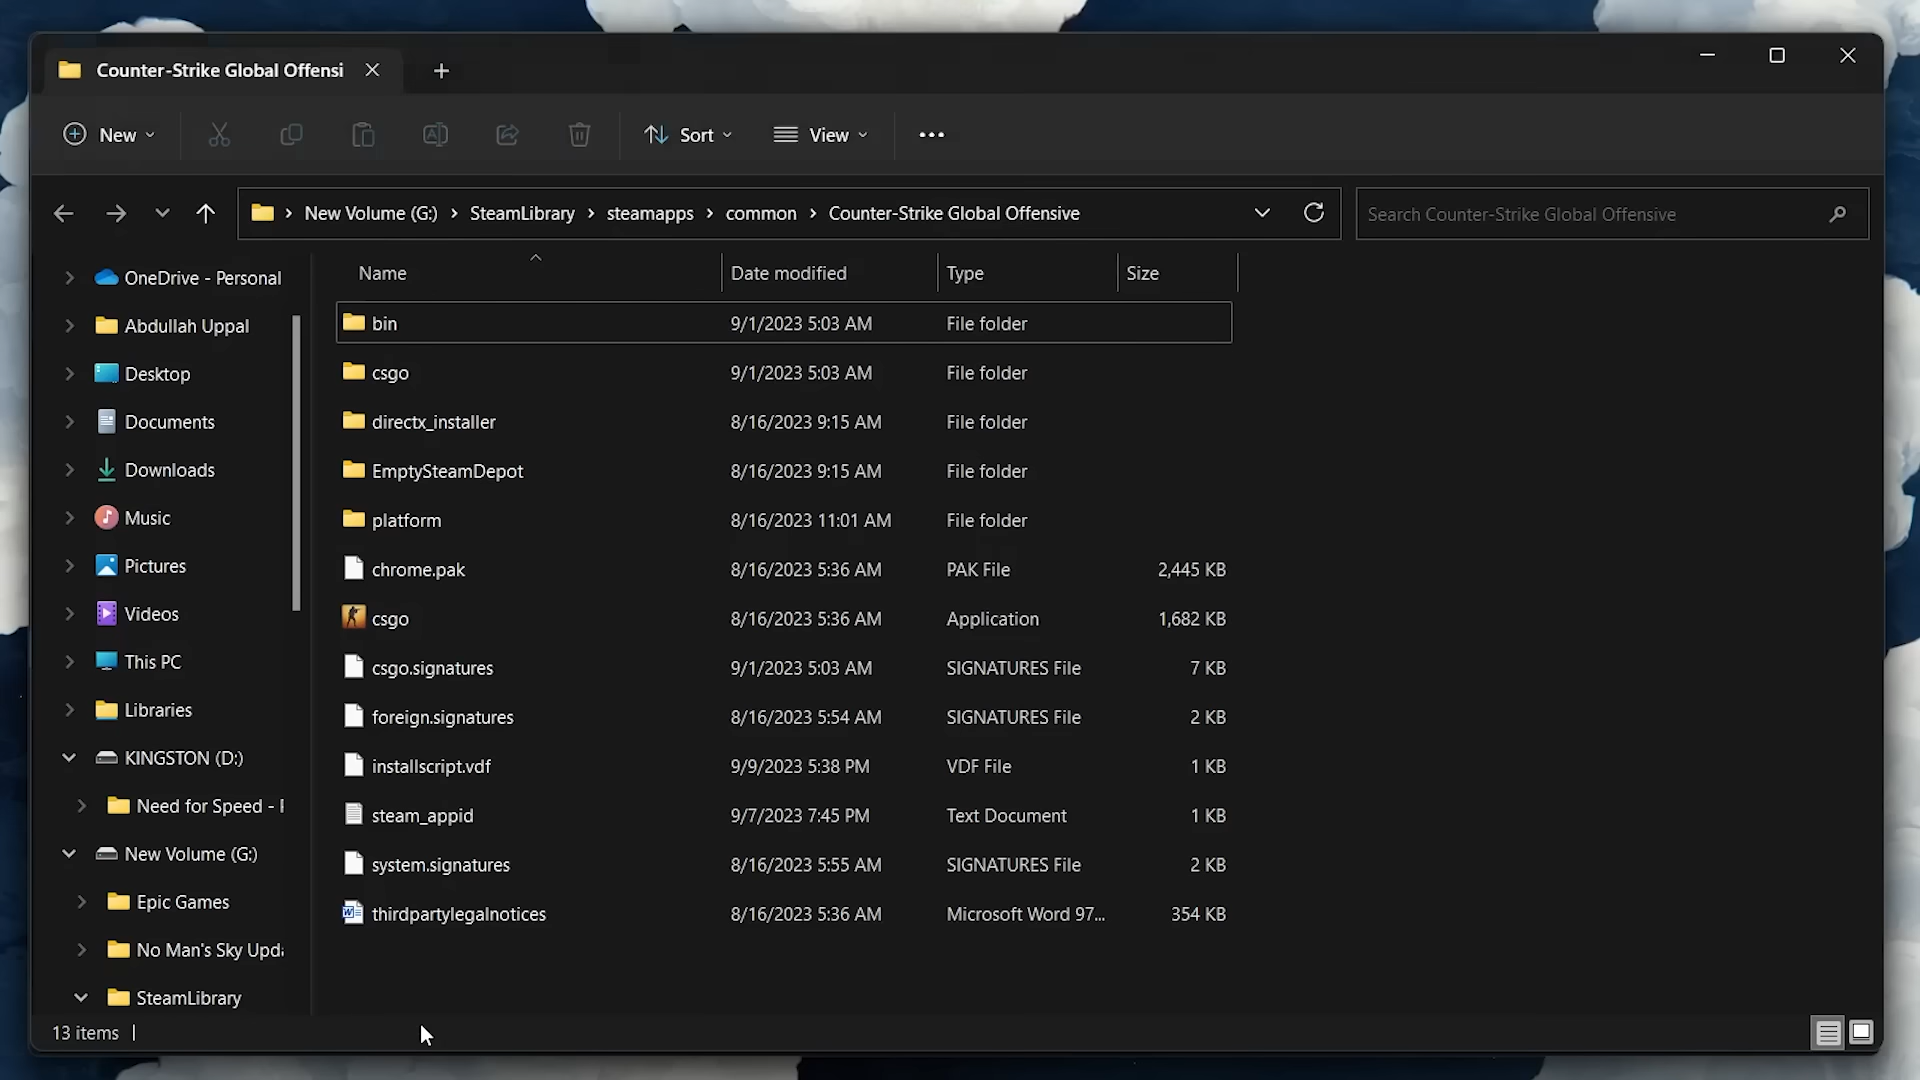 Counter-Strike Global Offensi
New
Sort
View
New Volume (G:) > SteamLibrary > steamapps > common > Counter-Strike Global Offensive
Search Counter-Strike Global Offensive
Name Date modified Type Size
OneDrive - Personal
Abdullah Uppal
Desktop
Documents
Downloads
Music
Pictures
Videos
This PC
Libraries
KINGSTON (D:)
Need for Speed -
New Volume (G:)
Epic Games
No Man's Sky Upd
SteamLibrary
bin 9/1/2023 5:03 AM File folder
csgo 9/1/2023 5:03 AM File folder
directx_installer 8/16/2023 9:15 AM File folder
EmptySteamDepot 8/16/2023 9:15 AM File folder
platform 8/16/2023 11:01 AM File folder
chrome.pak 8/16/2023 5:36 AM PAK File 2,445 KB
csgo 8/16/2023 5:36 AM Application 1,682 KB
csgo.signatures 9/1/2023 5:03 AM SIGNATURES File 7 KB
foreign.signatures 8/16/2023 5:54 AM SIGNATURES File 2 KB
installscript.vdf 9/9/2023 5:38 PM VDF File 1 KB
steam_appid 9/7/2023 7:45 PM Text Document 1 KB
system.signatures 8/16/2023 5:55 AM SIGNATURES File 2 KB
thirdpartylegalnotices 8/16/2023 5:36 AM Microsoft Word 97... 354 KB
13 items